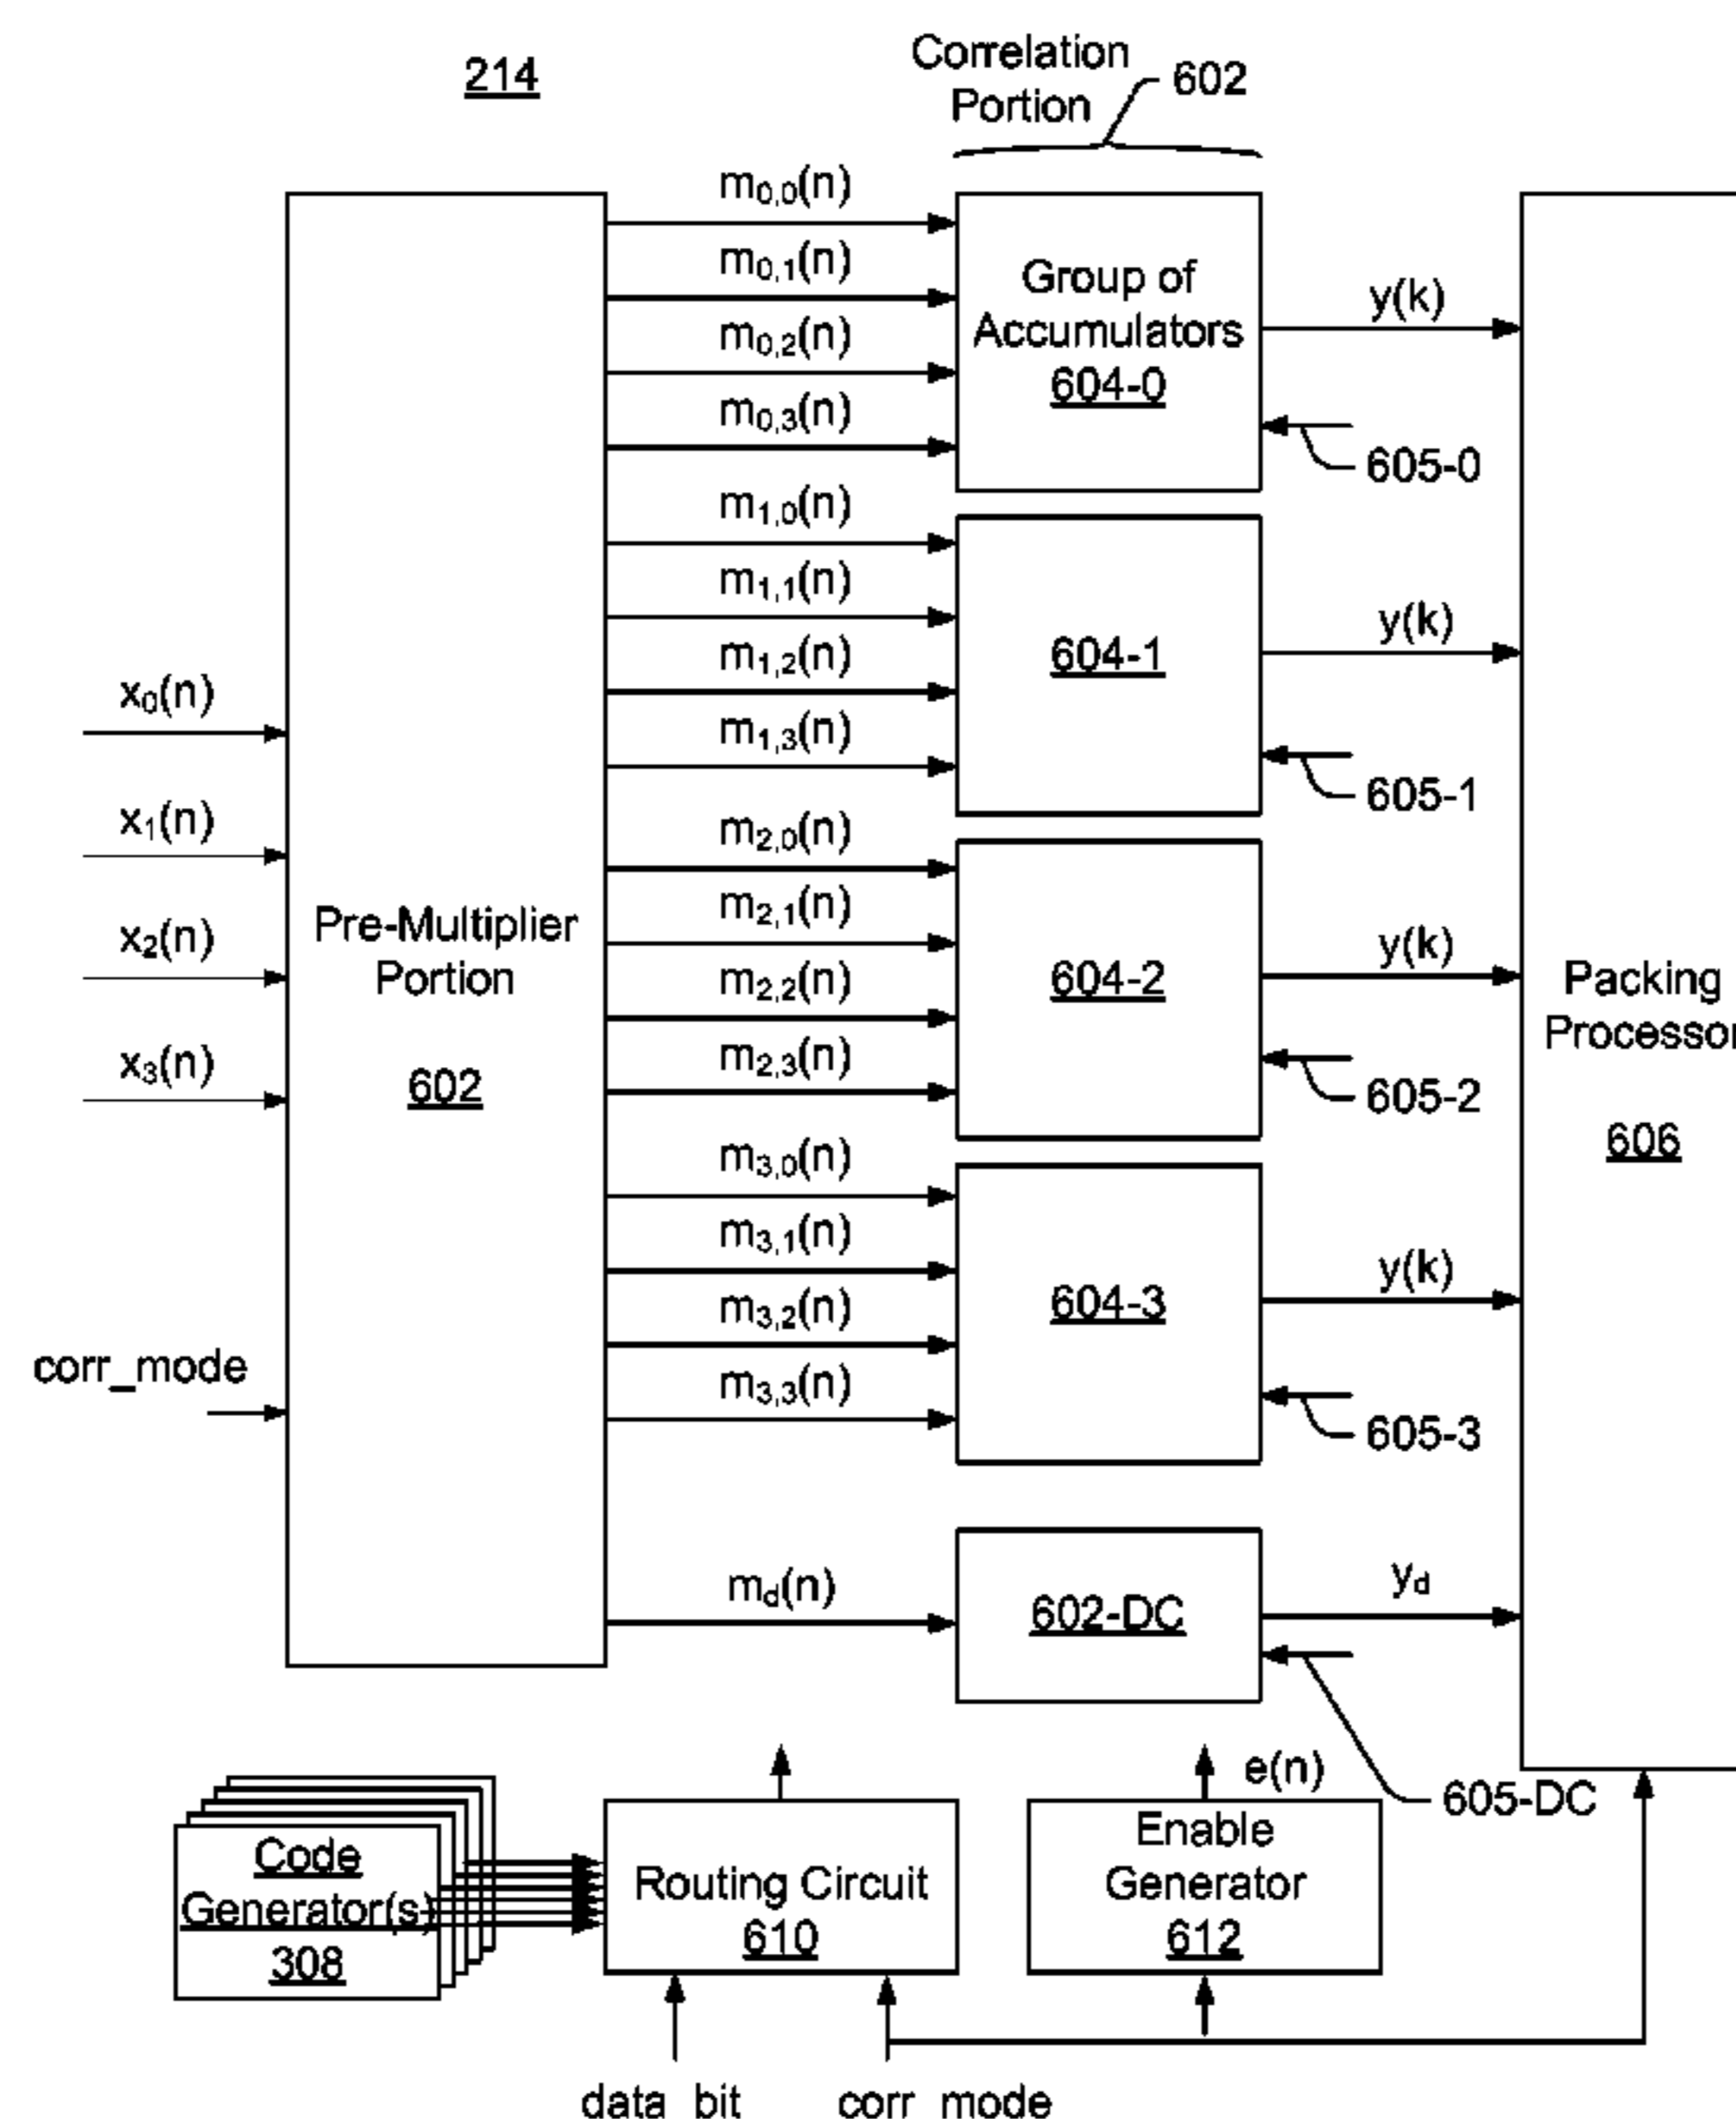 214
Correlation
Portion
602
m0,0(n)
m0,1(n)
m0,2(n)
m0,3(n)
Group of
Accumulators
604-0
y(k)
605-0
m1,0(n)
m1,1(n)
m1,2(n)
m1,3(n)
604-1
y(k)
605-1
x0(n)
x1(n)
x2(n)
x3(n)
corr_mode
Pre-Multiplier
Portion
602
m2,0(n)
m2,1(n)
m2,2(n)
m2,3(n)
604-2
y(k)
605-2
Packing
Processor
606
m3,0(n)
m3,1(n)
m3,2(n)
m3,3(n)
604-3
y(k)
605-3
md(n)
602-DC
yd
605-DC
e(n)
Code
Generator(s)
308
Routing Circuit
610
Enable
Generator
612
data_bit
corr_mode